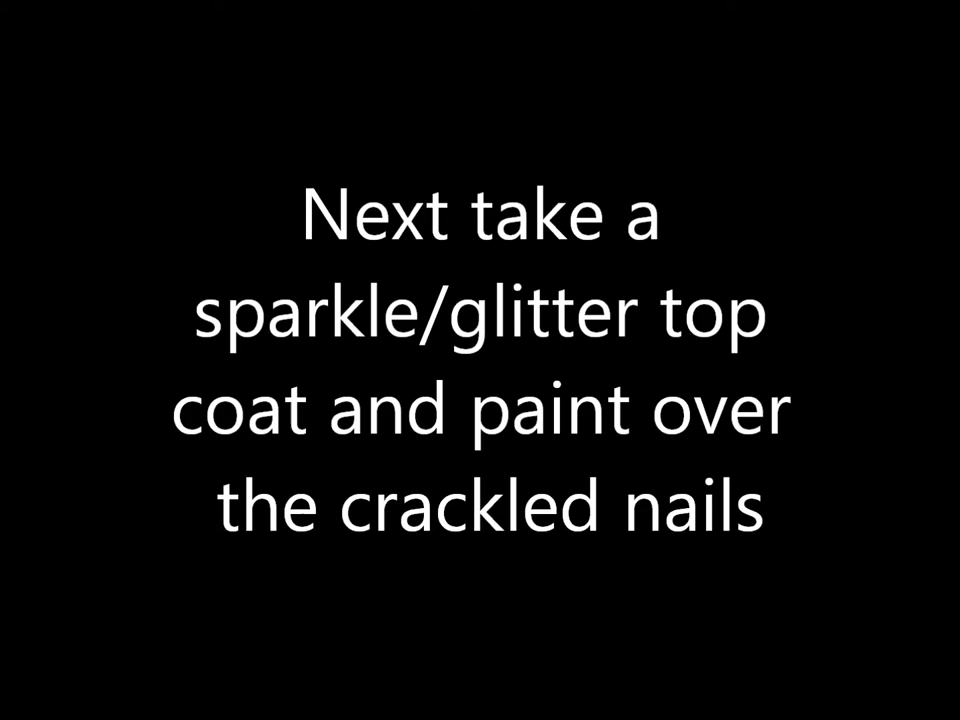 Next take a
sparkle/glitter top
coat and paint over
the crackled nails